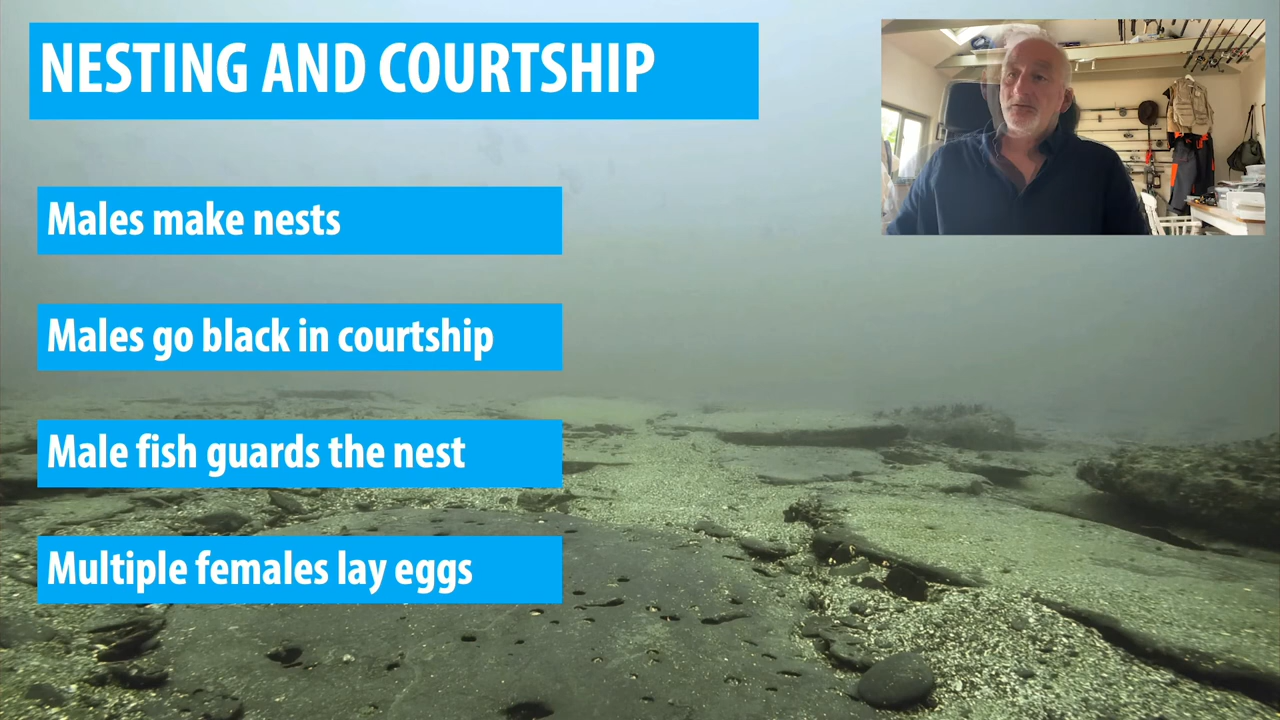 NESTING AND COURTSHIP
Males make nests
Males go black in courtship
Male fish guards the nest
Multiple females lay eggs